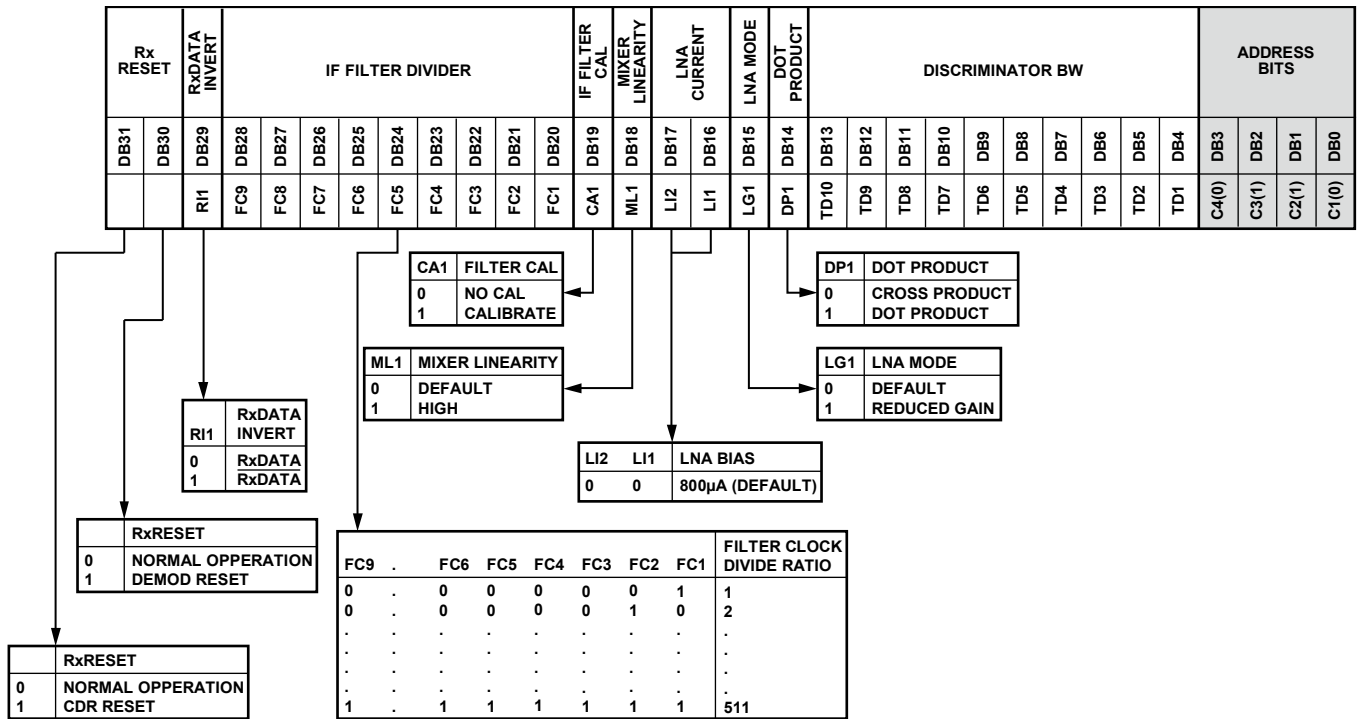 Rx RESET
RxDATA INVERT
IF FILTER DIVIDER
IF FILTER CAL
MIXER LINEARITY
LNA CURRENT
LNA MODE
DOT PRODUCT
DISCRIMINATOR BW
ADDRESS BITS
DB31 DB30 DB29 DB28 DB27 DB26 DB25 DB24 DB23 DB22 DB21 DB20 DB19 DB18 DB17 DB16 DB15 DB14 DB13 DB12 DB11 DB10 DB9 DB8 DB7 DB6 DB5 DB4 DB3 DB2 DB1 DB0
RI1 FC9 FC8 FC7 FC6 FC5 FC4 FC3 FC2 FC1 CA1 ML1 LI2 LI1 LG1 DP1 TD10 TD9 TD8 TD7 TD6 TD5 TD4 TD3 TD2 TD1 C4(0) C3(1) C2(1) C1(0)
CA1 FILTER CAL
0 NO CAL
1 CALIBRATE
DP1 DOT PRODUCT
0 CROSS PRODUCT
1 DOT PRODUCT
ML1 MIXER LINEARITY
0 DEFAULT
1 HIGH
LG1 LNA MODE
0 DEFAULT
1 REDUCED GAIN
RI1 RxDATA INVERT
0 RxDATA
1 RxDATA
LI2 LI1 LNA BIAS
0 0 800µA (DEFAULT)
RxRESET
0 NORMAL OPPERATION
1 DEMOD RESET
FC9 . FC6 FC5 FC4 FC3 FC2 FC1 FILTER CLOCK DIVIDE RATIO
0 . 0 0 0 0 0 1 1
0 . 0 0 0 0 1 0 2
. . . . . . . . .
. . . . . . . . .
. . . . . . . . .
. . . . . . . . .
1 . 1 1 1 1 1 1 511
RxRESET
0 NORMAL OPPERATION
1 CDR RESET